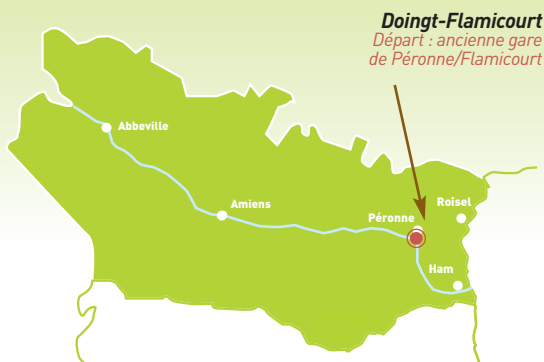 Doingt-Flamicourt
Départ : ancienne gare
de Péronne/Flamicourt
Abbeville
Amiens
Péronne
Roisel
Ham